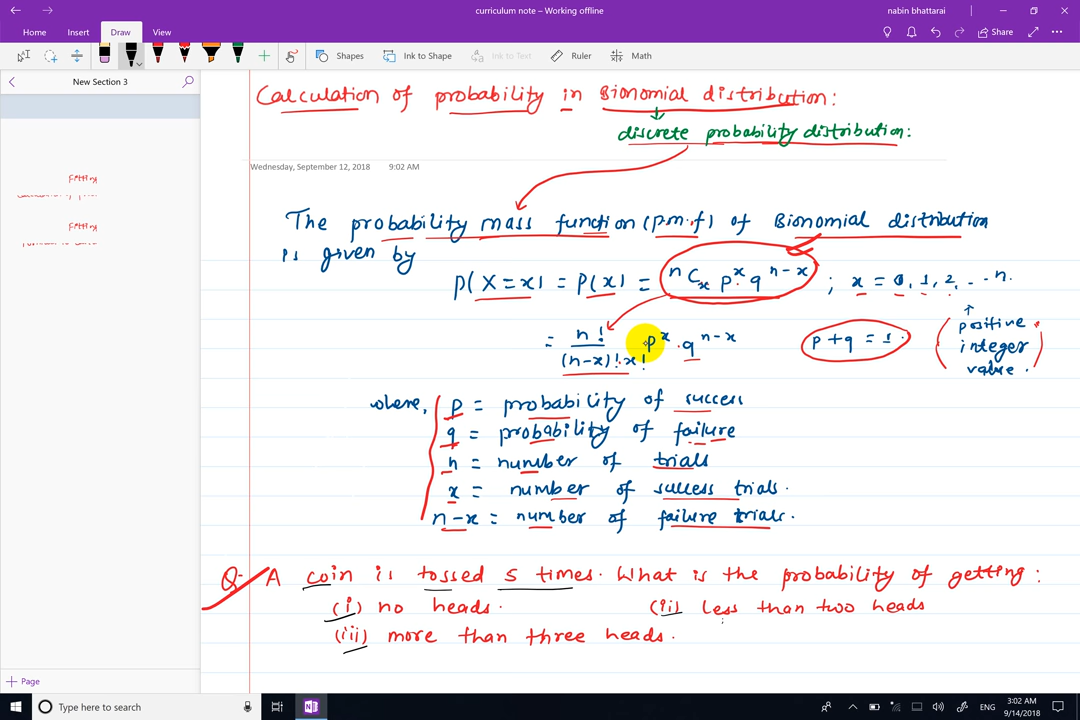 curriculum note – Working offline
nabin bhattarai
Home Insert Draw View
Share
Shapes Ink to Shape Ink to Text Ruler Math
New Section 3
Calculation of probability in Bionomial distribution:
discrete probability distribution:
Wednesday, September 12, 2018 9:02 AM
The probability mass function (p.m.f) of Bionomial distribution
is given by
P(X=x) = P(x) = nCx p^x q^n-x ; x = 0, 1, 2, ... n.
= n!/(n-x)! x! p^x · q^n-x p+q = 1.
(positive
integer
value.)
where, p = probability of success
q = probability of failure
n = number of trials
x = number of success trials.
n-x = number of failure trials.
Q. A coin is tossed 5 times. What is the probability of getting:
(i) no heads. (ii) less than two heads
(iii) more than three heads.
Page
Type here to search
ENG
3:02 AM
9/14/2018